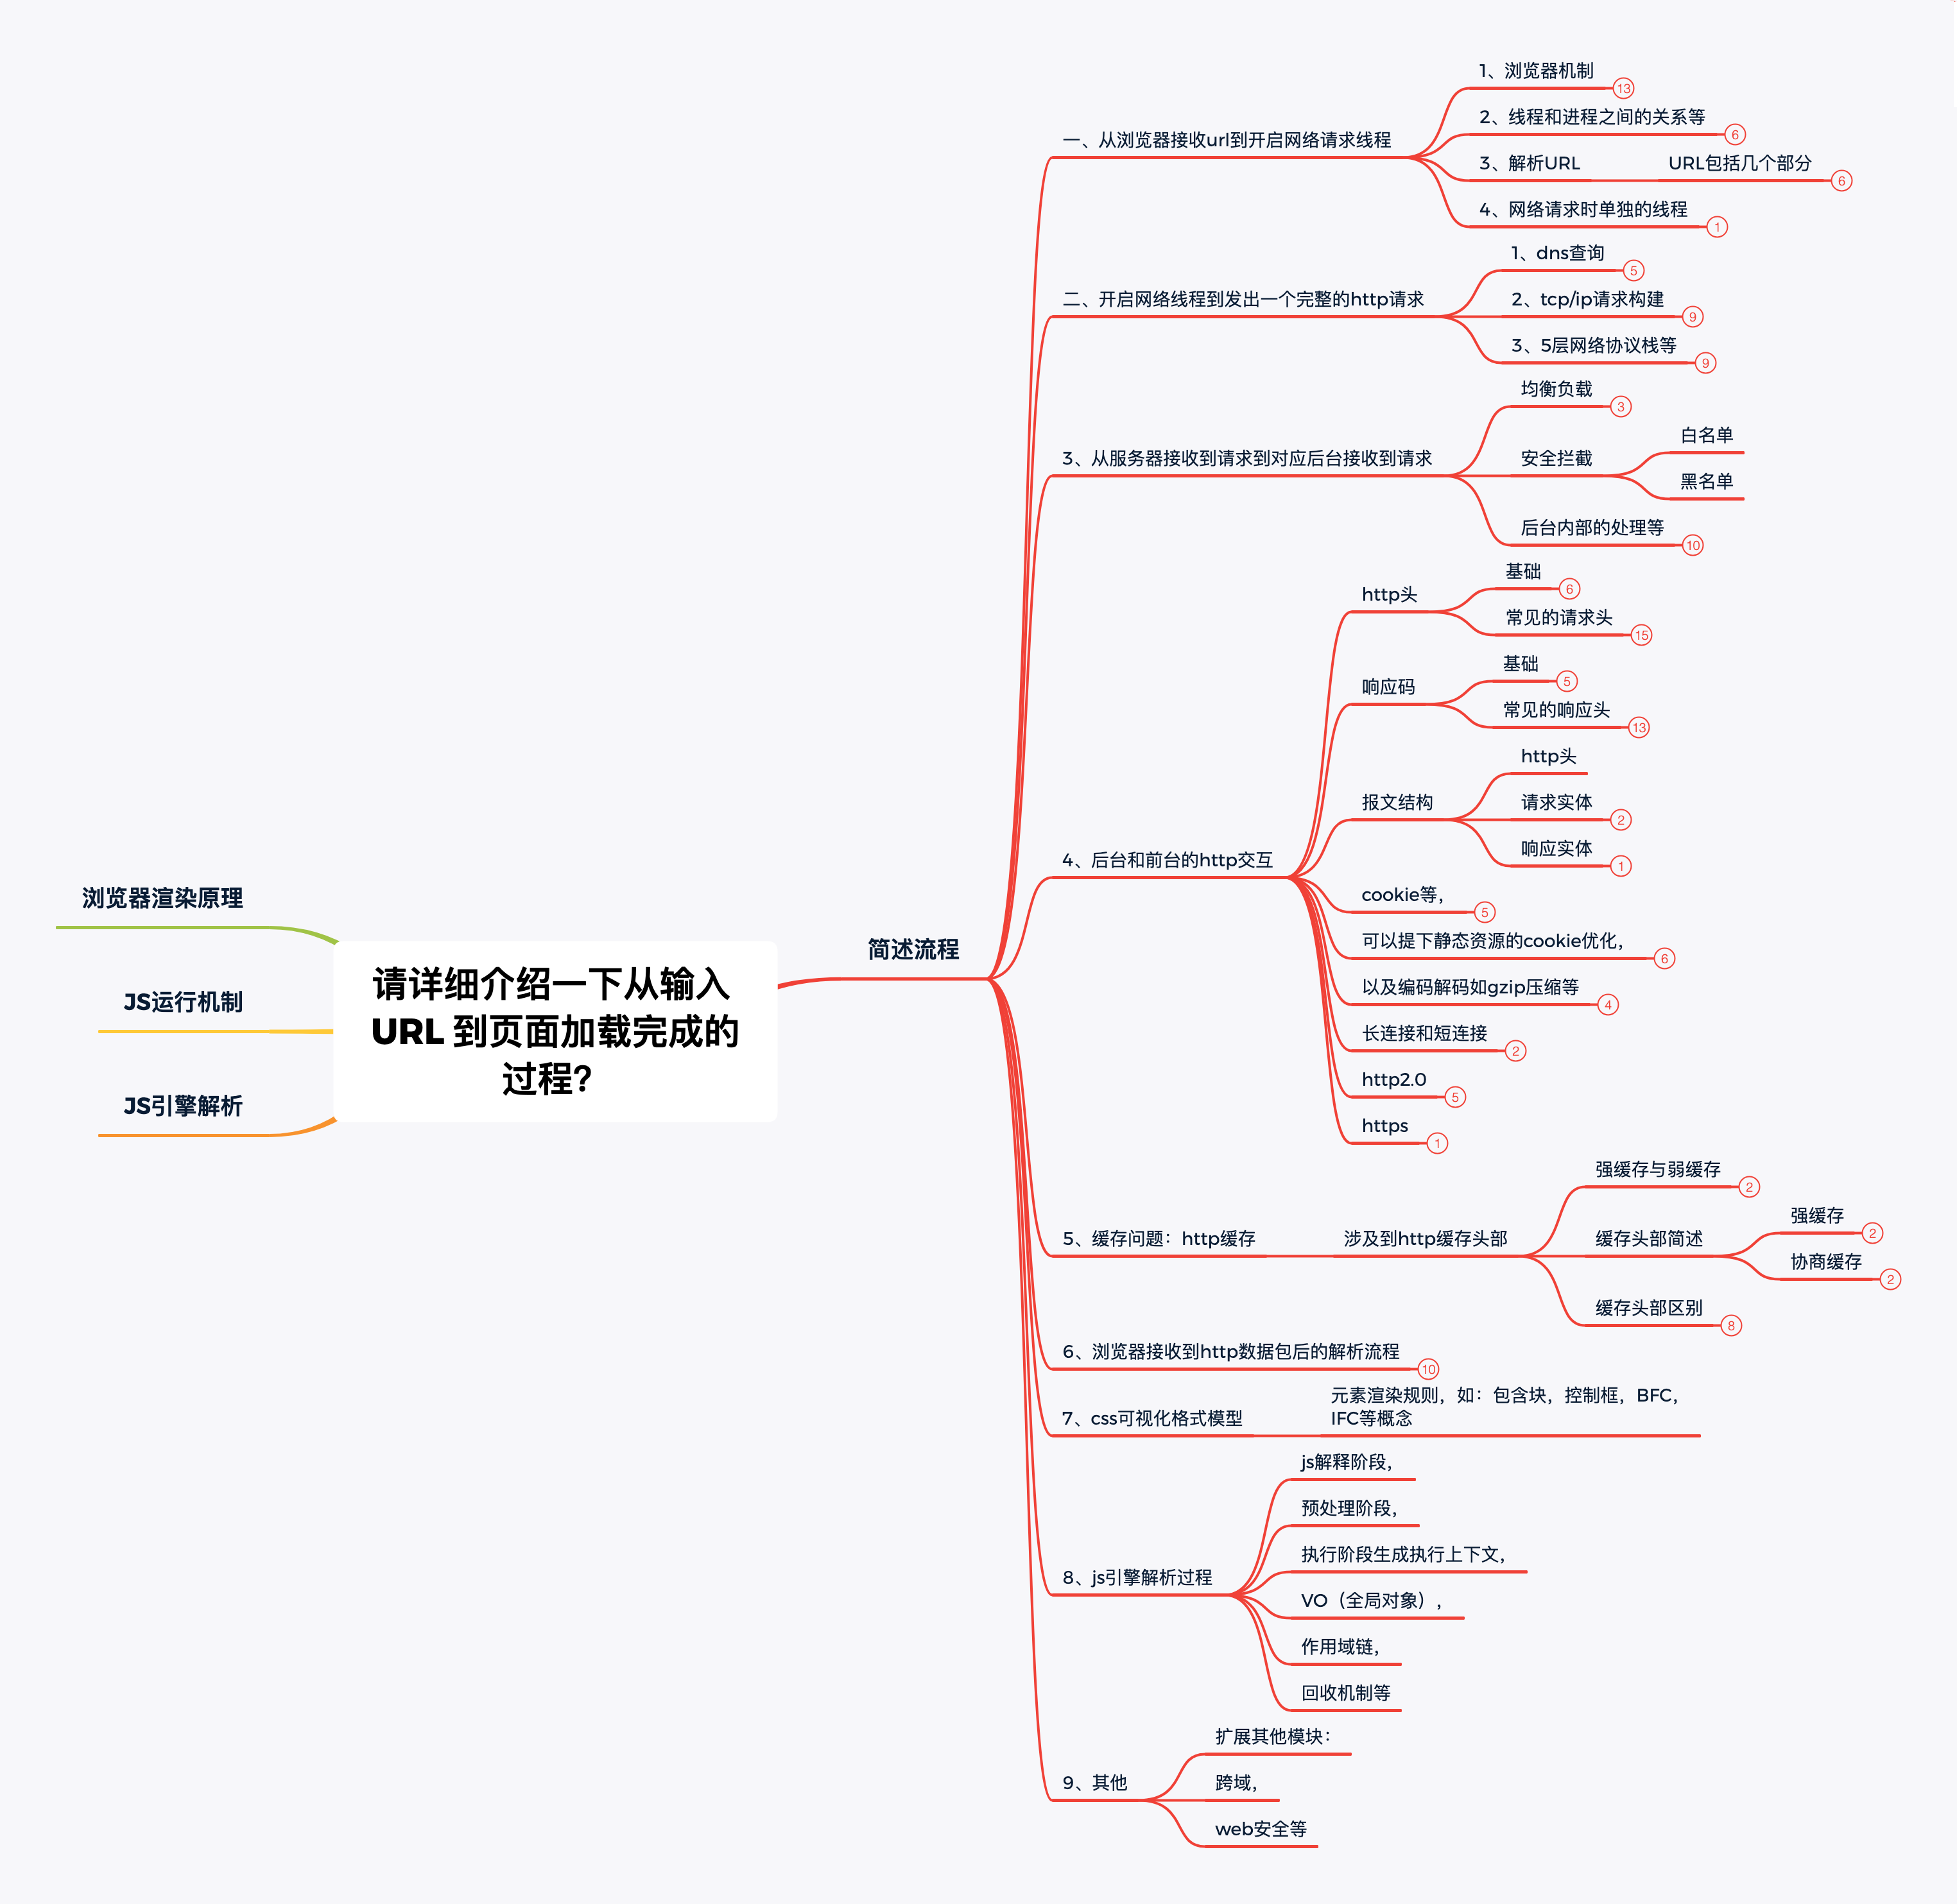 请详细介绍一下从输入
URL 到页面加载完成的
过程？
浏览器渲染原理
JS运行机制
JS引擎解析
简述流程
一、从浏览器接收url到开启网络请求线程
1、浏览器机制
13
2、线程和进程之间的关系等
6
3、解析URL
URL包括几个部分
6
4、网络请求时单独的线程
1
二、开启网络线程到发出一个完整的http请求
1、dns查询
5
2、tcp/ip请求构建
9
3、5层网络协议栈等
9
3、从服务器接收到请求到对应后台接收到请求
均衡负载
3
安全拦截
白名单
黑名单
后台内部的处理等
10
4、后台和前台的http交互
http头
基础
6
常见的请求头
15
响应码
基础
5
常见的响应头
13
报文结构
http头
请求实体
2
响应实体
1
cookie等，
5
可以提下静态资源的cookie优化，
6
以及编码解码如gzip压缩等
4
长连接和短连接
2
http2.0
5
https
1
5、缓存问题：http缓存
涉及到http缓存头部
强缓存与弱缓存
2
缓存头部简述
强缓存
2
协商缓存
2
缓存头部区别
8
6、浏览器接收到http数据包后的解析流程
10
7、css可视化格式模型
元素渲染规则，如：包含块，控制框，BFC，
IFC等概念
8、js引擎解析过程
js解释阶段，
预处理阶段，
执行阶段生成执行上下文，
VO（全局对象），
作用域链，
回收机制等
9、其他
扩展其他模块：
跨域，
web安全等